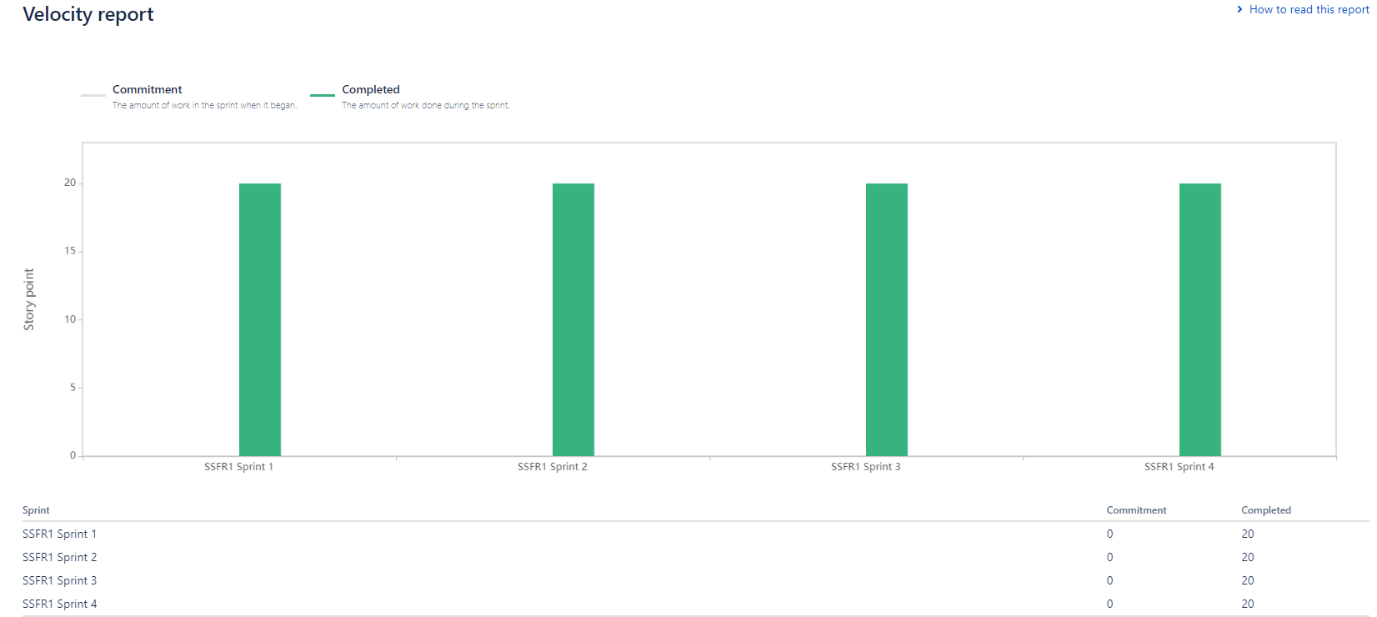 Velocity report
How to read this report
Commitment
The amount of work in the sprint when it began.
Completed
The amount of work done during the sprint.
Story point
20
15
10
5
0
SSFR1 Sprint 1
SSFR1 Sprint 2
SSFR1 Sprint 3
SSFR1 Sprint 4
Sprint Commitment Completed
SSFR1 Sprint 1 0 20
SSFR1 Sprint 2 0 20
SSFR1 Sprint 3 0 20
SSFR1 Sprint 4 0 20